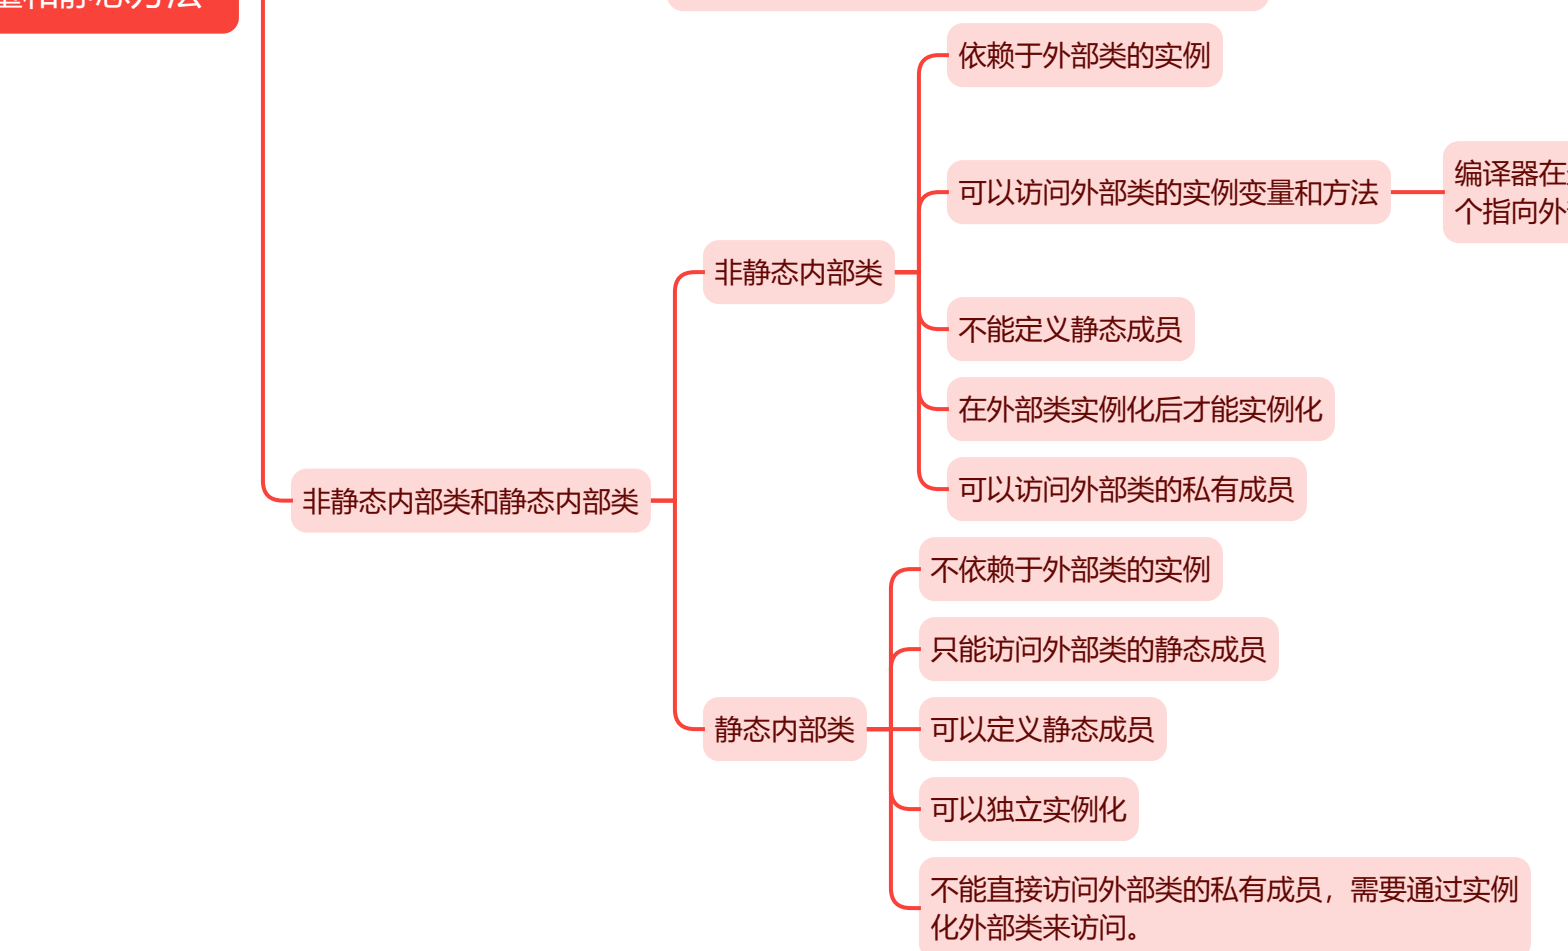 依赖于外部类的实例
可以访问外部类的实例变量和方法
编译器在
个指向外
非静态内部类
不能定义静态成员
在外部类实例化后才能实例化
可以访问外部类的私有成员
非静态内部类和静态内部类
不依赖于外部类的实例
只能访问外部类的静态成员
静态内部类
可以定义静态成员
可以独立实例化
不能直接访问外部类的私有成员，需要通过实例
化外部类来访问。